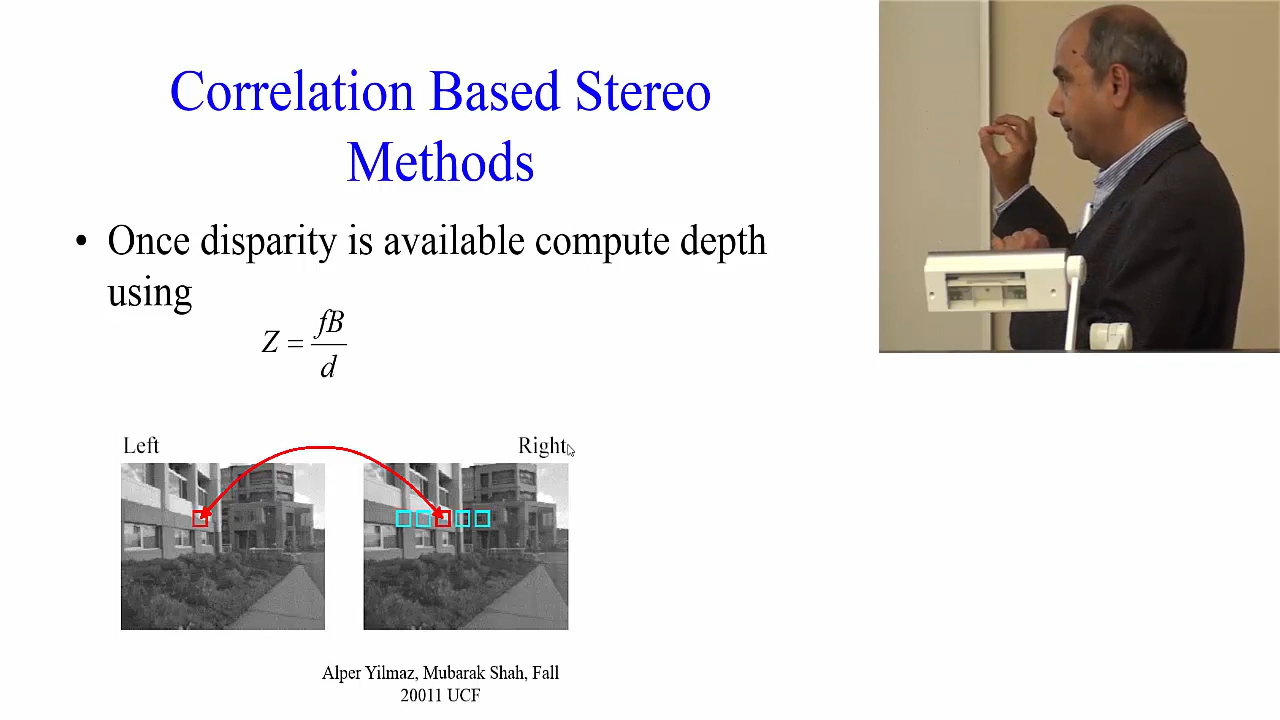 Correlation Based Stereo
Methods
• Once disparity is available compute depth
using
Z = fB/d
Left
Right
Alper Yilmaz, Mubarak Shah, Fall
20011 UCF